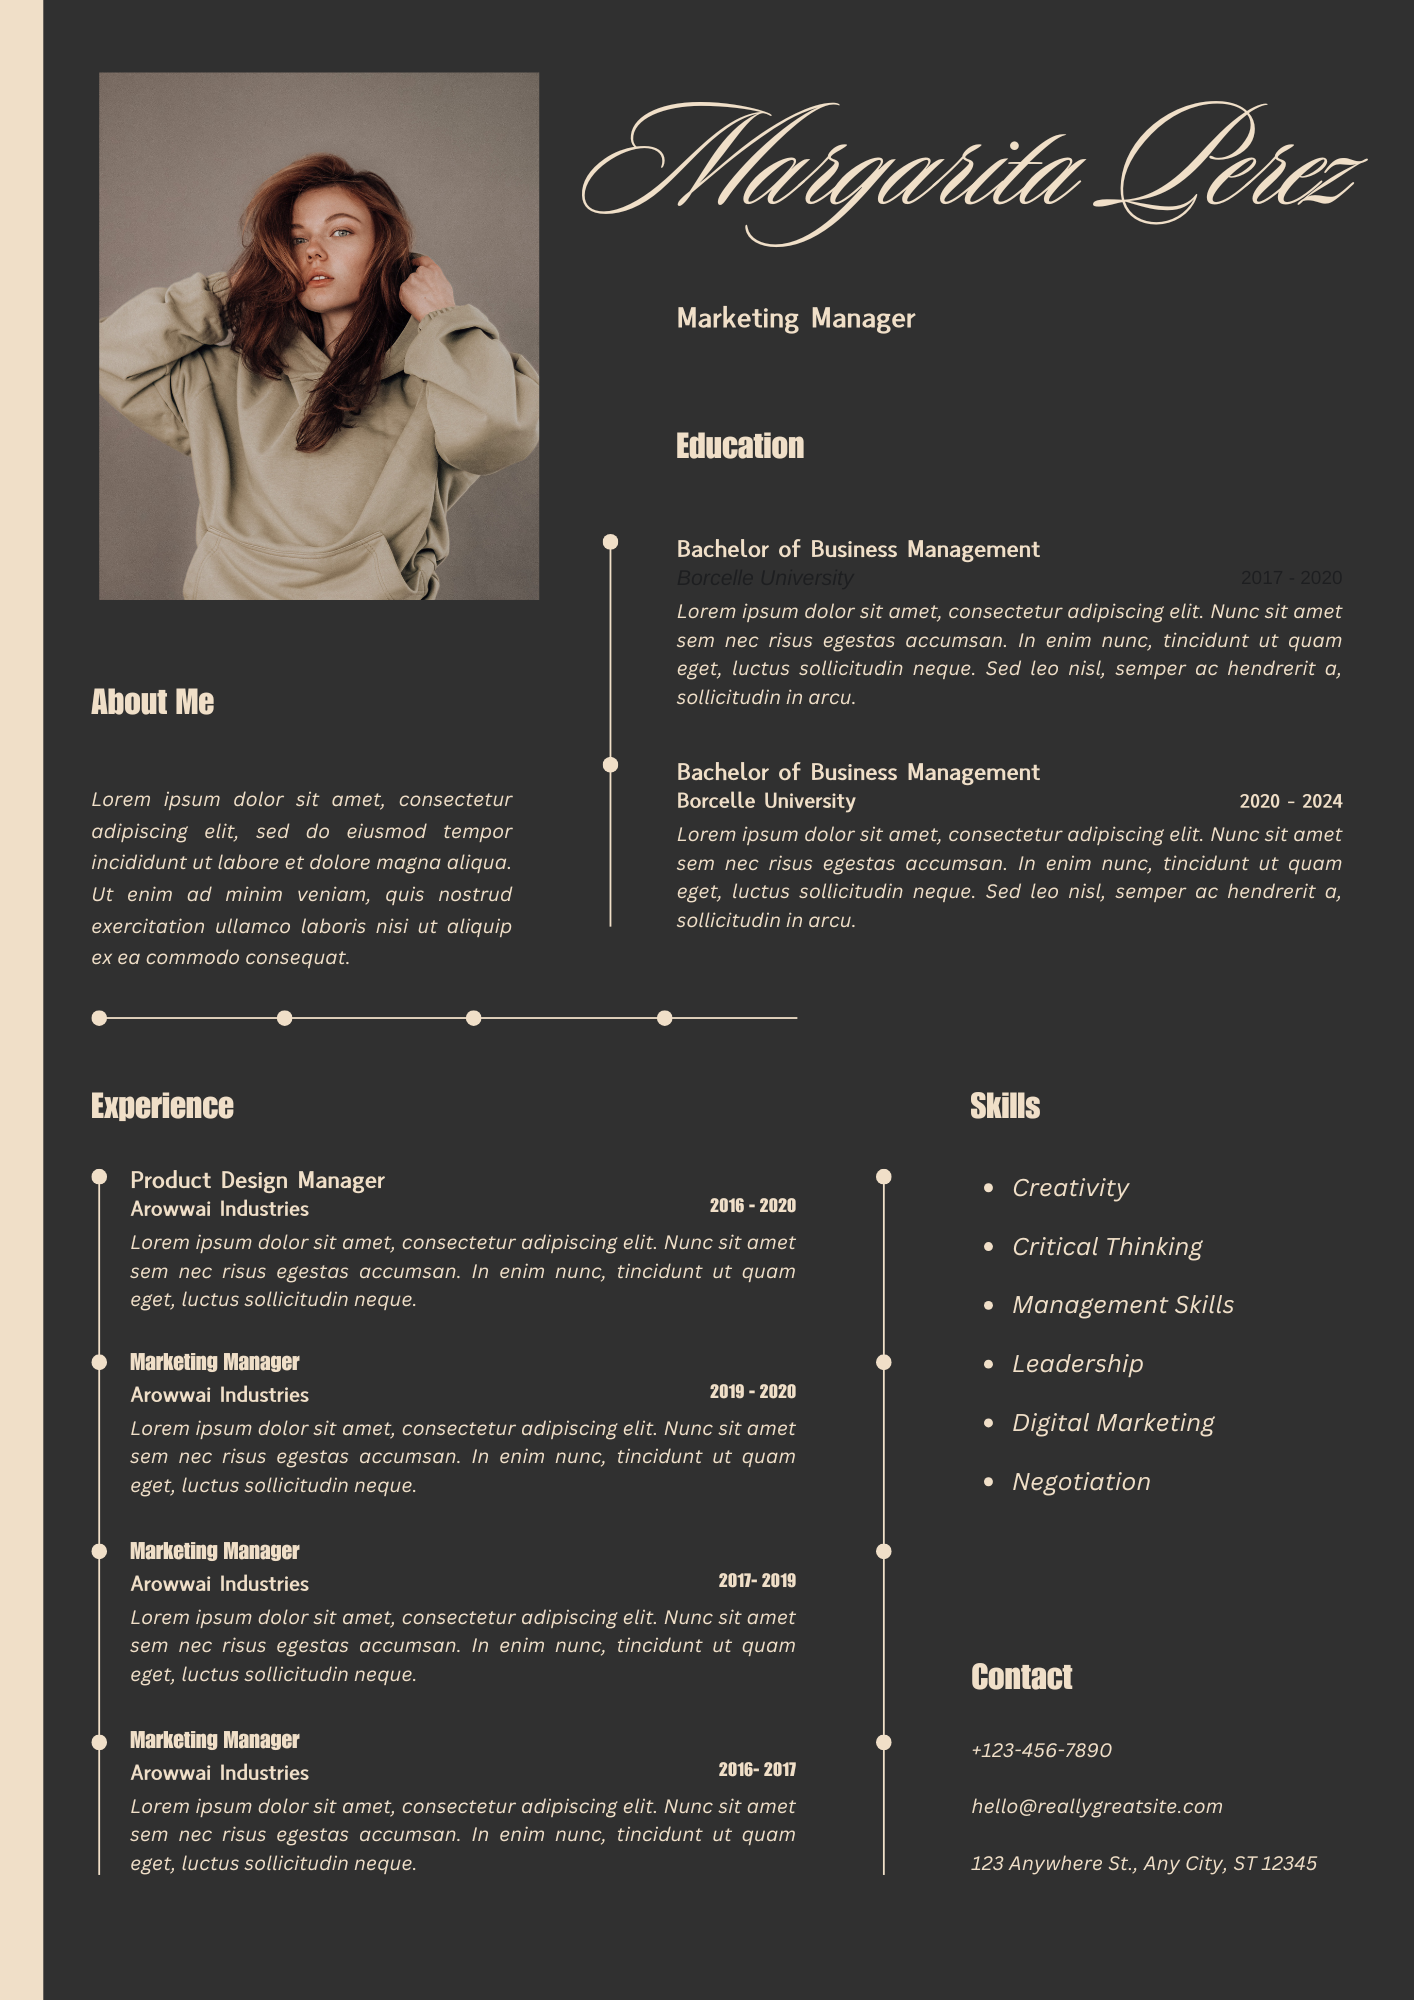 Margarita Perez
Marketing Manager
Education
Bachelor of Business Management
Borcelle University 2017 - 2020
Lorem ipsum dolor sit amet, consectetur adipiscing elit. Nunc sit amet
sem nec risus egestas accumsan. In enim nunc, tincidunt ut quam
eget, luctus sollicitudin neque. Sed leo nisl, semper ac hendrerit a,
sollicitudin in arcu.
Bachelor of Business Management
Borcelle University 2020 - 2024
Lorem ipsum dolor sit amet, consectetur adipiscing elit. Nunc sit amet
sem nec risus egestas accumsan. In enim nunc, tincidunt ut quam
eget, luctus sollicitudin neque. Sed leo nisl, semper ac hendrerit a,
sollicitudin in arcu.
About Me
Lorem ipsum dolor sit amet, consectetur
adipiscing elit, sed do eiusmod tempor
incididunt ut labore et dolore magna aliqua.
Ut enim ad minim veniam, quis nostrud
exercitation ullamco laboris nisi ut aliquip
ex ea commodo consequat.
Experience
Product Design Manager
Arowwai Industries 2016 - 2020
Lorem ipsum dolor sit amet, consectetur adipiscing elit. Nunc sit amet
sem nec risus egestas accumsan. In enim nunc, tincidunt ut quam
eget, luctus sollicitudin neque.
Marketing Manager
Arowwai Industries 2019 - 2020
Lorem ipsum dolor sit amet, consectetur adipiscing elit. Nunc sit amet
sem nec risus egestas accumsan. In enim nunc, tincidunt ut quam
eget, luctus sollicitudin neque.
Marketing Manager
Arowwai Industries 2017- 2019
Lorem ipsum dolor sit amet, consectetur adipiscing elit. Nunc sit amet
sem nec risus egestas accumsan. In enim nunc, tincidunt ut quam
eget, luctus sollicitudin neque.
Marketing Manager
Arowwai Industries 2016- 2017
Lorem ipsum dolor sit amet, consectetur adipiscing elit. Nunc sit amet
sem nec risus egestas accumsan. In enim nunc, tincidunt ut quam
eget, luctus sollicitudin neque.
Skills
• Creativity
• Critical Thinking
• Management Skills
• Leadership
• Digital Marketing
• Negotiation
Contact
+123-456-7890
hello@reallygreatsite.com
123 Anywhere St., Any City, ST 12345